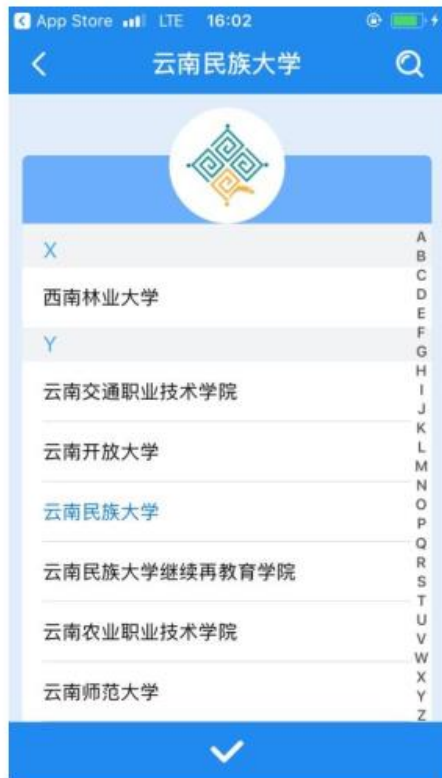 App Store LTE 16:02
云南民族大学
X
西南林业大学
Y
云南交通职业技术学院
云南开放大学
云南民族大学
云南民族大学继续再教育学院
云南农业职业技术学院
云南师范大学
A
B
C
D
E
F
G
H
I
J
K
L
M
N
O
P
Q
R
S
T
U
V
W
X
Y
Z